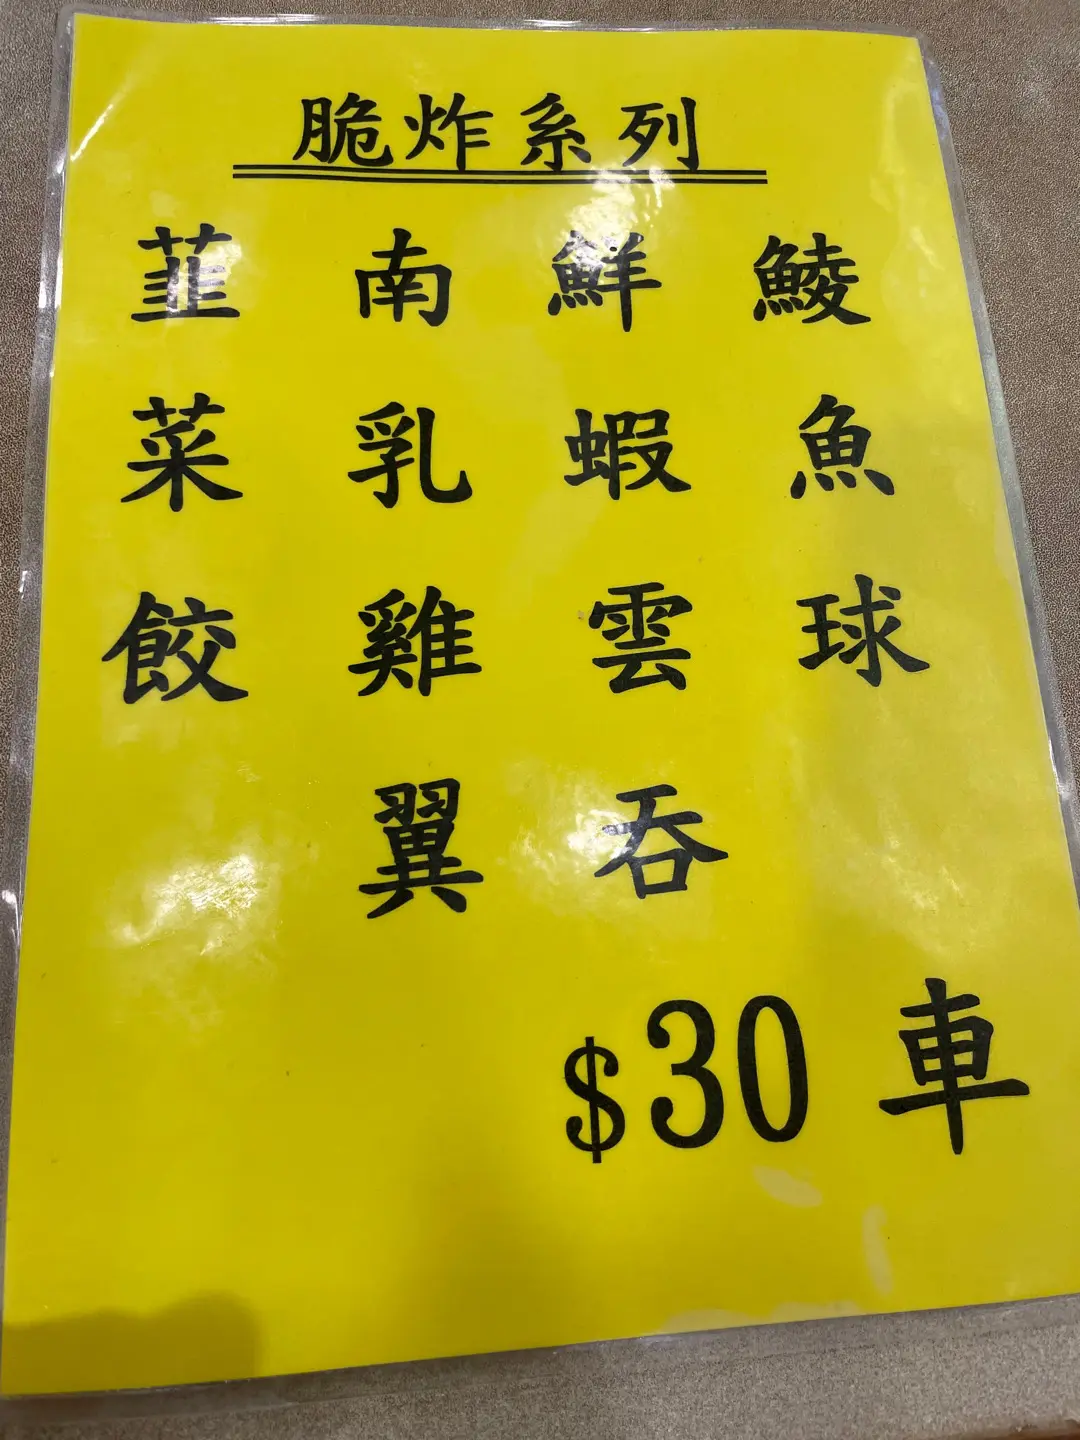 脆炸系列
鯪魚球
鮮蝦雲吞
南乳雞翼
韮菜餃
$30 車